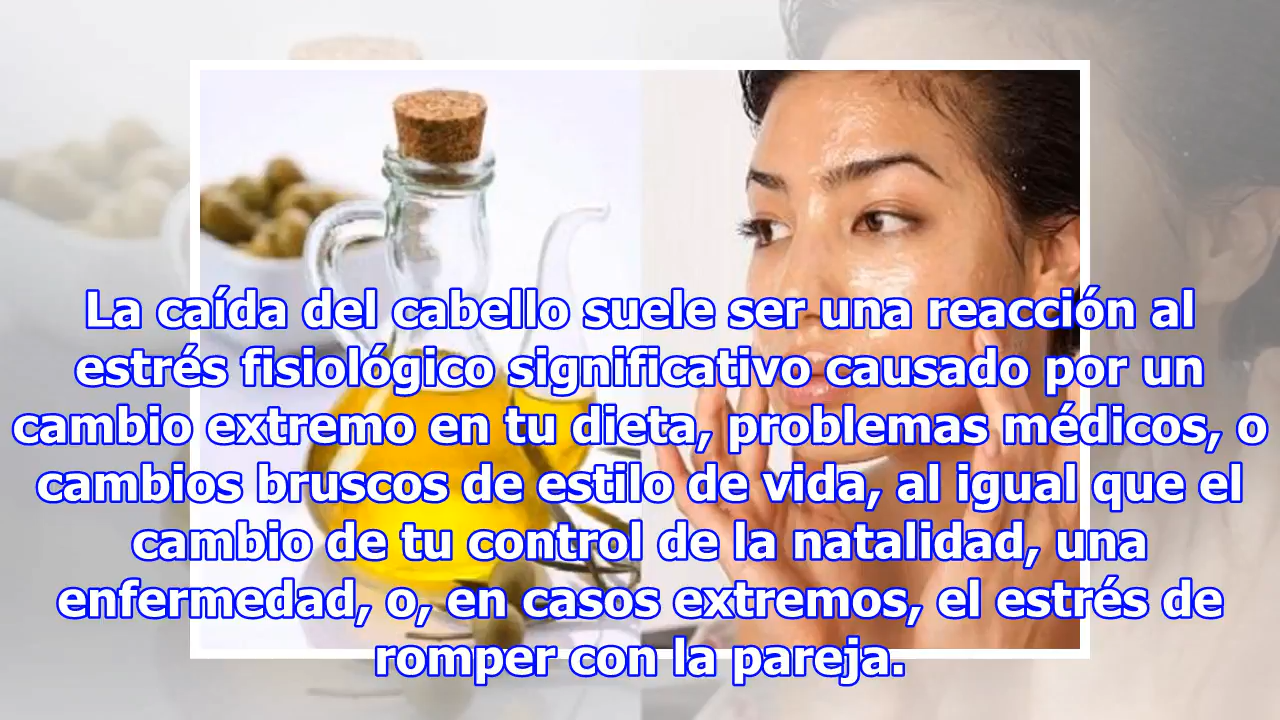 La caída del cabello suele ser una reacción al
estrés fisiológico significativo causado por un
cambio extremo en tu dieta, problemas médicos, o
cambios bruscos de estilo de vida, al igual que el
cambio de tu control de la natalidad, una
enfermedad, o, en casos extremos, el estrés de
romper con la pareja.